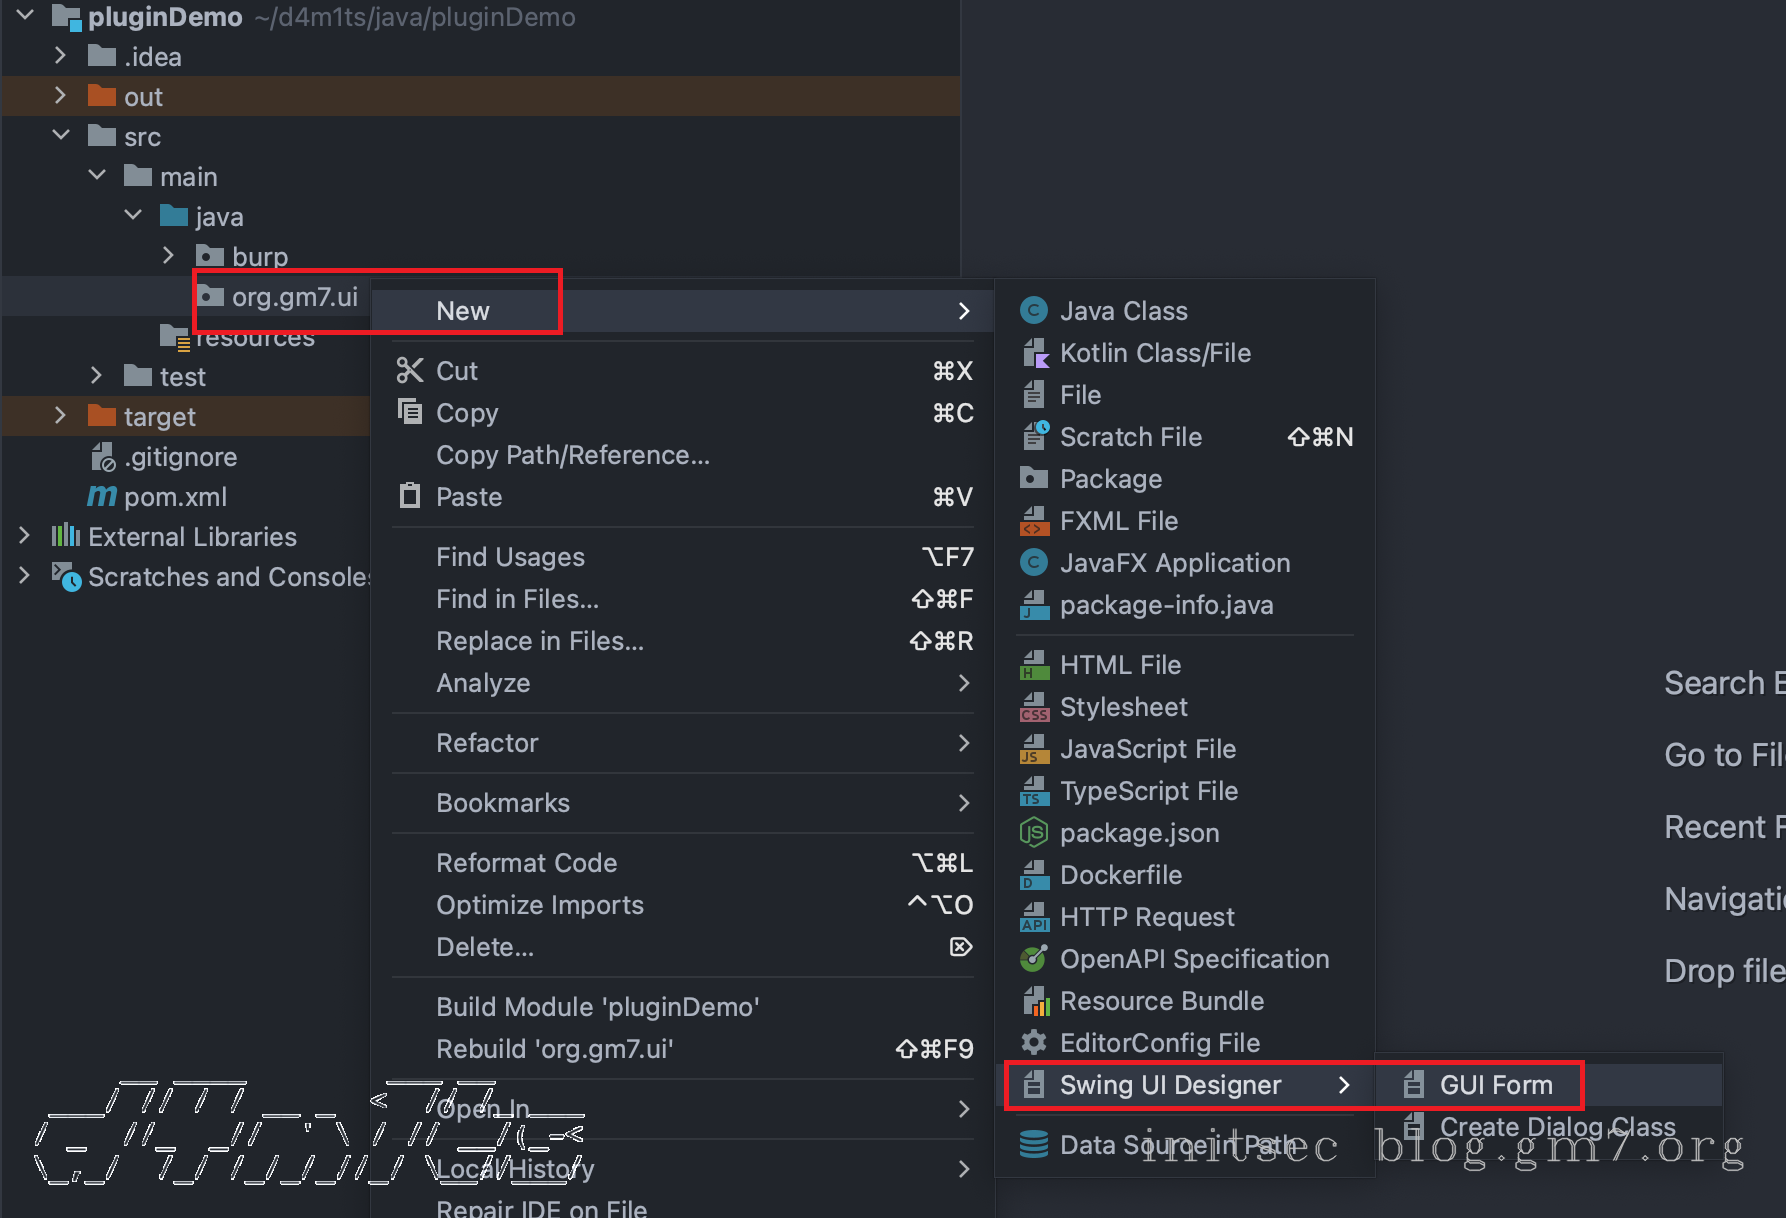 pluginDemo ~/d4m1ts/java/pluginDemo
.idea
out
src
main
java
burp
org.gm7.ui
resources
test
target
.gitignore
pom.xml
External Libraries
Scratches and Consoles
New
Cut ⌘X
Copy ⌘C
Copy Path/Reference...
Paste ⌘V
Find Usages ⌥F7
Find in Files... ⇧⌘F
Replace in Files... ⇧⌘R
Analyze
Refactor
Bookmarks
Reformat Code ⌥⌘L
Optimize Imports ⌃⌥O
Delete... ⌦
Build Module 'pluginDemo'
Rebuild 'org.gm7.ui' ⇧⌘F9
Open In
Local History
Repair IDE on File
Java Class
Kotlin Class/File
File
Scratch File ⇧⌘N
Package
FXML File
JavaFX Application
package-info.java
HTML File
Stylesheet
JavaScript File
TypeScript File
package.json
Dockerfile
HTTP Request
OpenAPI Specification
Resource Bundle
EditorConfig File
Swing UI Designer
Data Source in Path
GUI Form
Create Dialog Class
Search E
Go to Fil
Recent F
Navigatio
Drop file
initsec blog.gm7.org